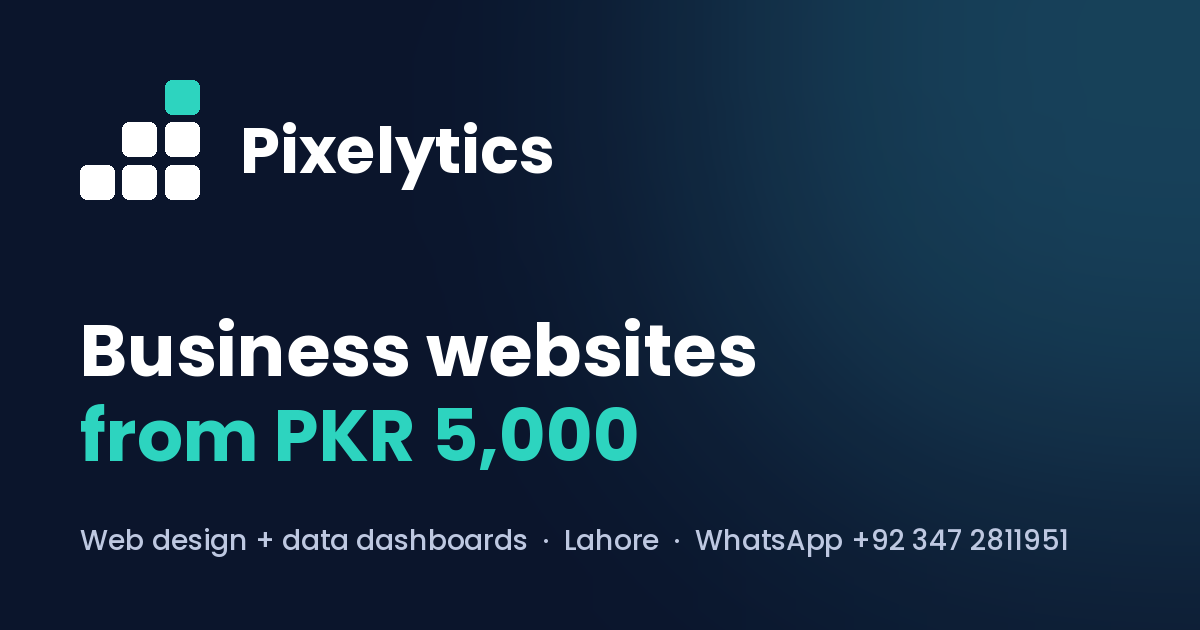 Pixelytics
Business websites
from PKR 5,000
Web design + data dashboards · Lahore · WhatsApp +92 347 2811951